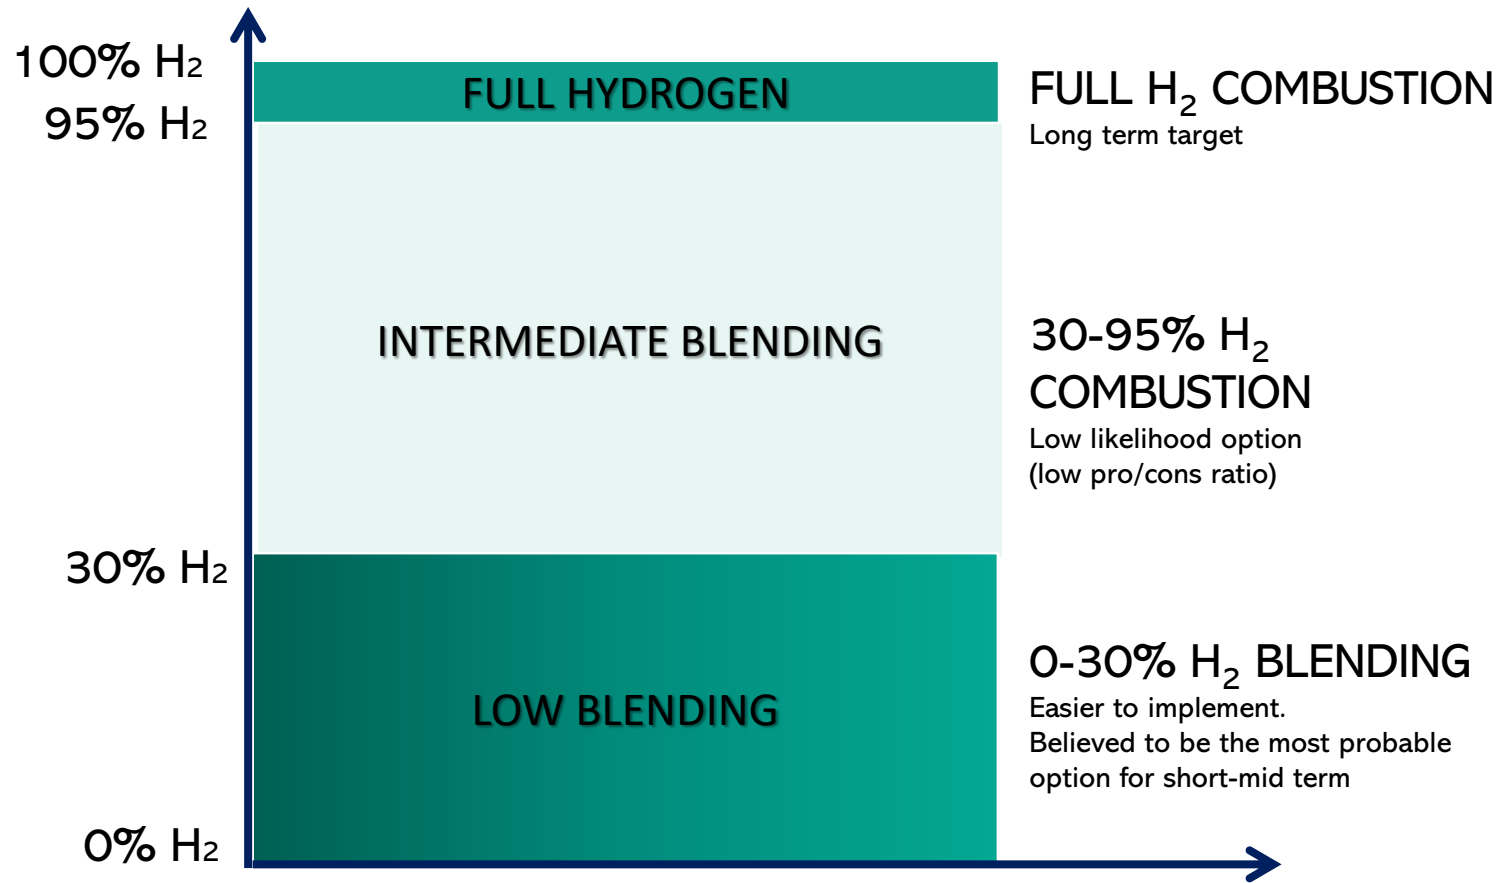 100% H2
95% H2
FULL HYDROGEN
FULL H2 COMBUSTION
Long term target
INTERMEDIATE BLENDING
30-95% H2
COMBUSTION
Low likelihood option
(low pro/cons ratio)
30% H2
LOW BLENDING
0-30% H2 BLENDING
Easier to implement.
Believed to be the most probable
option for short-mid term
0% H2